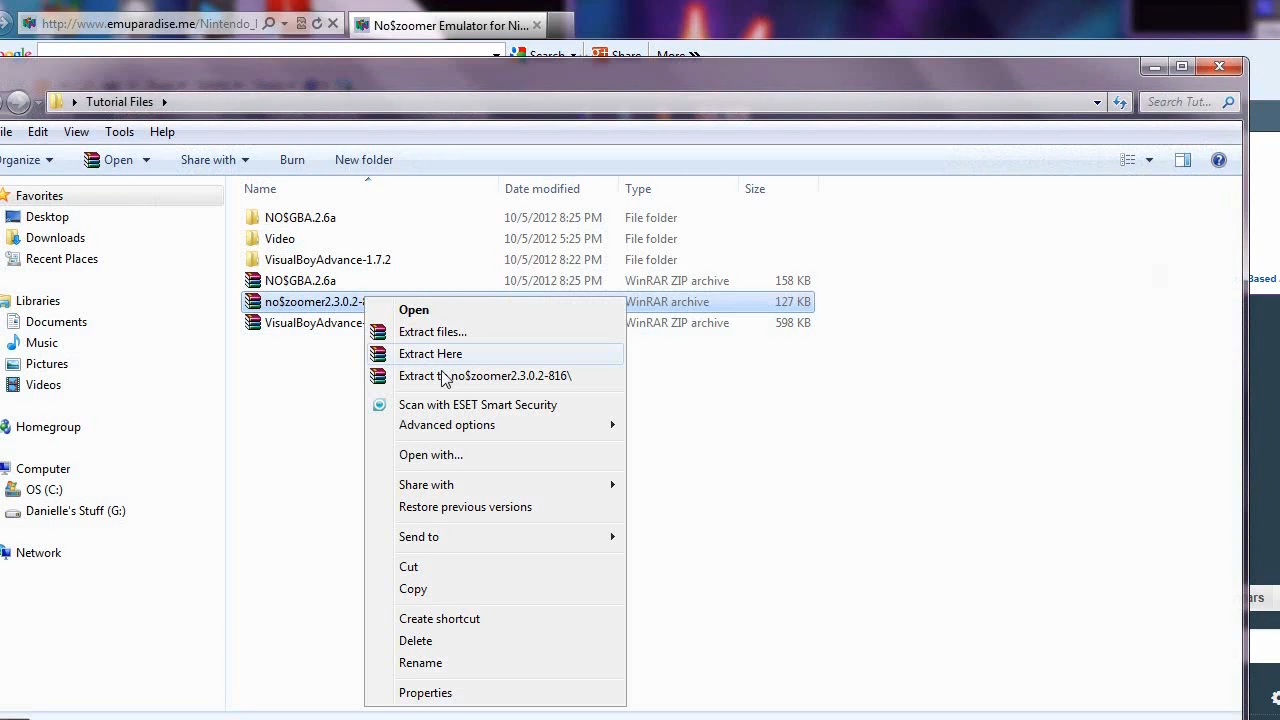 http://www.emuparadise.me/Nintendo_
No$zoomer Emulator for Ni...
oogle Search Share More »
Tutorial Files
Search Tut...
ile Edit View Tools Help
rganize Open Share with Burn New folder
Name Date modified Type Size
Favorites
Desktop
Downloads
Recent Places
Libraries
Documents
Music
Pictures
Videos
Homegroup
Computer
OS (C:)
Danielle's Stuff (G:)
Network
NO$GBA.2.6a 10/5/2012 8:25 PM File folder
Video 10/5/2012 5:25 PM File folder
VisualBoyAdvance-1.7.2 10/5/2012 8:22 PM File folder
NO$GBA.2.6a 10/5/2012 8:25 PM WinRAR ZIP archive 158 KB
no$zoomer2.3.0.2-8 WinRAR archive 127 KB
VisualBoyAdvance- WinRAR ZIP archive 598 KB
Open
Extract files...
Extract Here
Extract t no$zoomer2.3.0.2-816\
Scan with ESET Smart Security
Advanced options
Open with...
Share with
Restore previous versions
Send to
Cut
Copy
Create shortcut
Delete
Rename
Properties
Based
ars